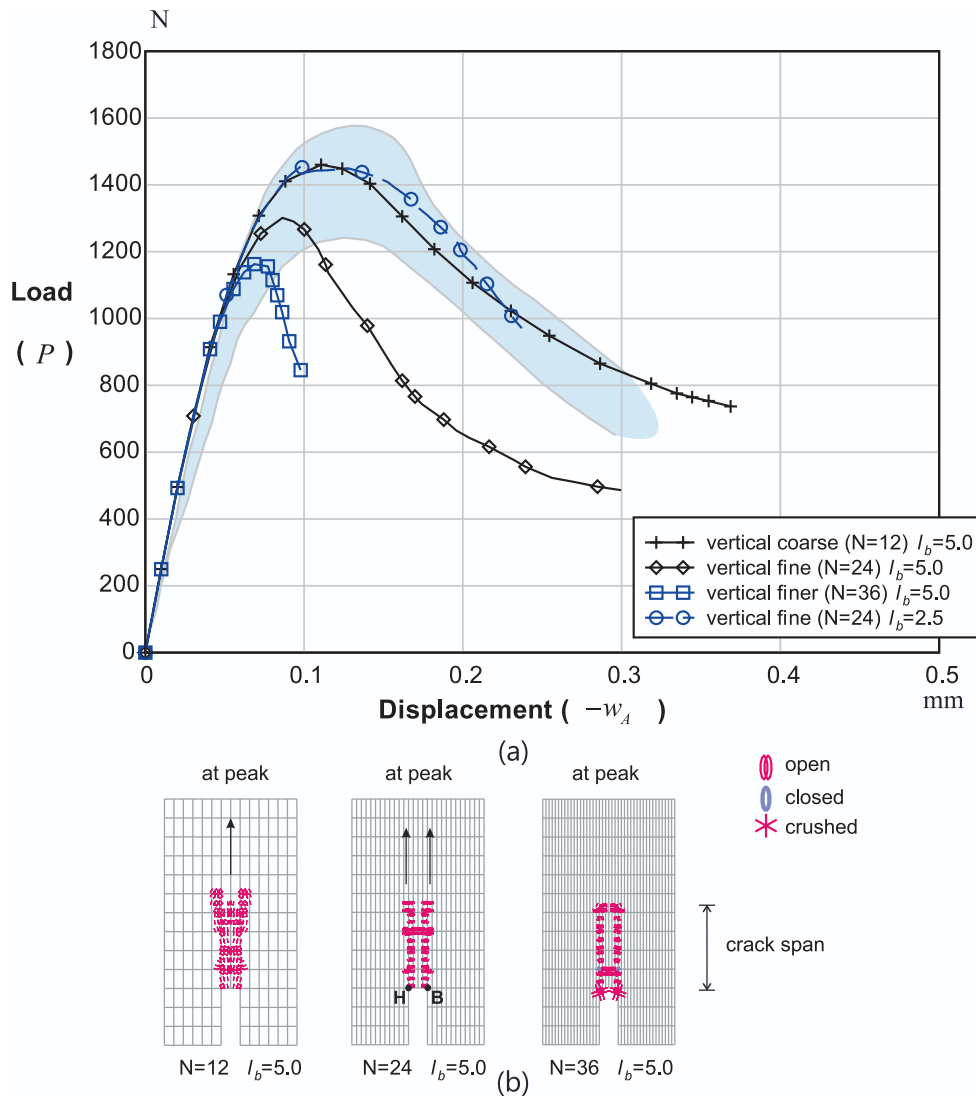 N
1800
1600
1400
1200
Load
1000
( P )
800
600
400
200
0
vertical coarse (N=12) l_b=5.0
vertical fine (N=24) l_b=5.0
vertical finer (N=36) l_b=5.0
vertical fine (N=24) l_b=2.5
0 0.1 0.2 0.3 0.4 0.5
Displacement ( −w_A ) mm
(a)
at peak at peak at peak
open
closed
crushed
crack span
H B
N=12 l_b=5.0 N=24 l_b=5.0 N=36 l_b=5.0
(b)